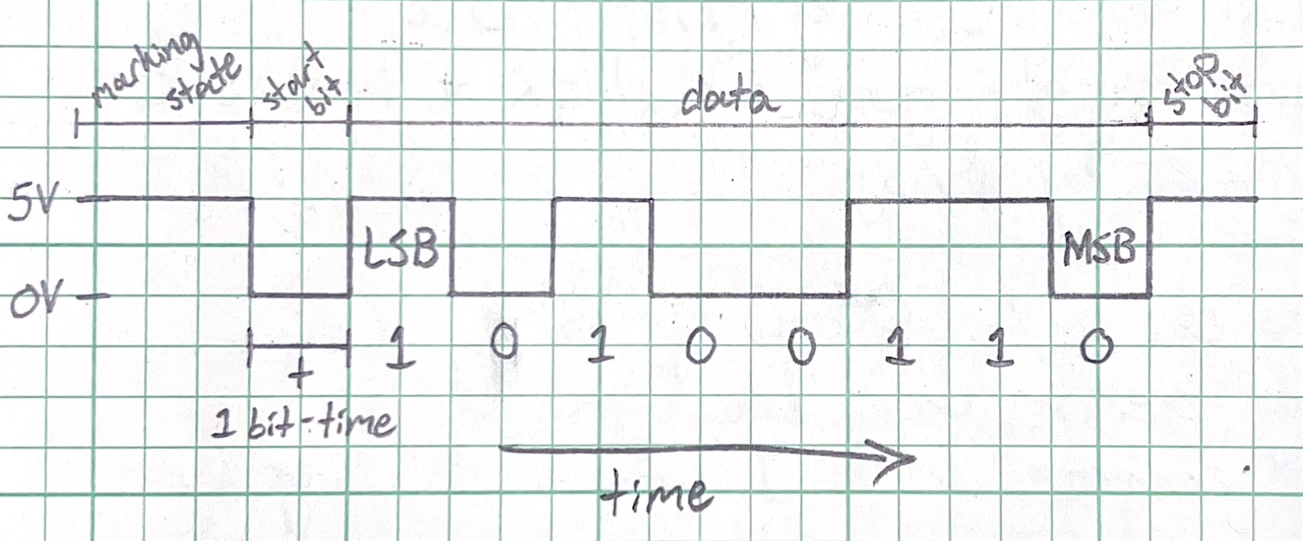 marking
state
start
bit
data
stop
bit
5V
LSB
MSB
0V
1 0 1 0 0 1 1 0
t
1 bit-time
time